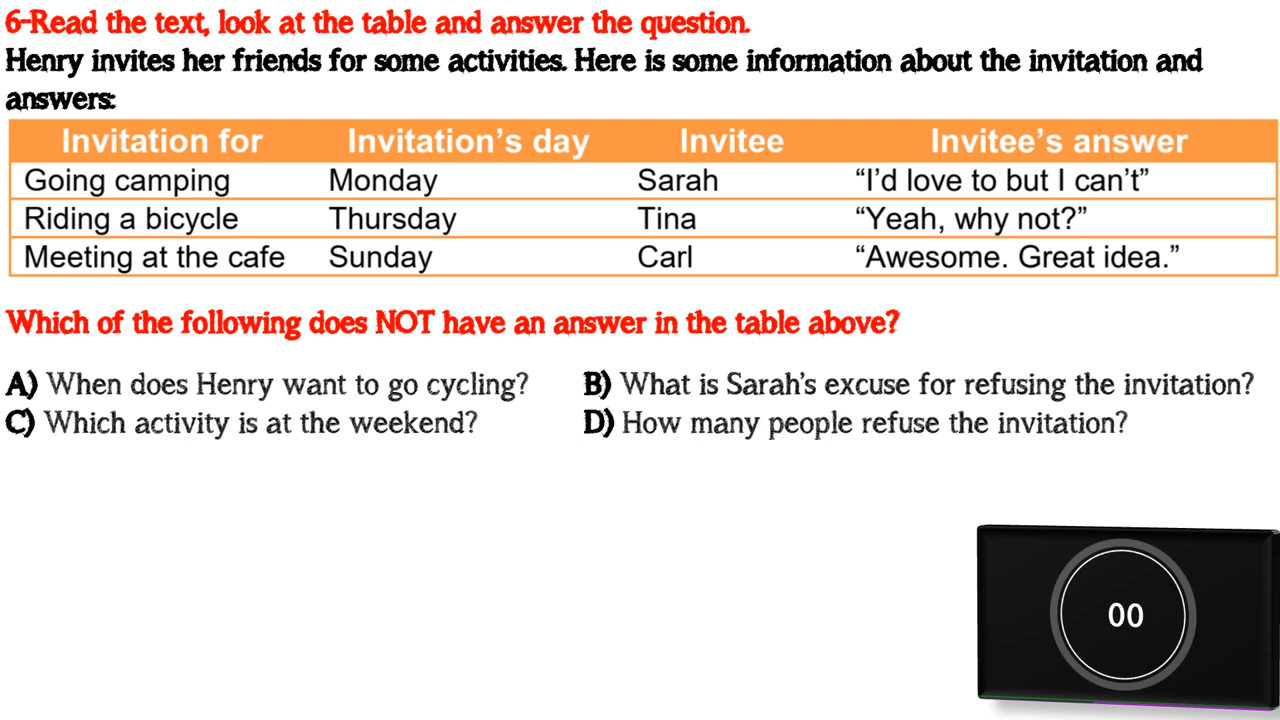 6-Read the text, look at the table and answer the question.
Henry invites her friends for some activities. Here is some information about the invitation and
answers:
Invitation for Invitation's day Invitee Invitee's answer
Going camping Monday Sarah “I'd love to but I can't”
Riding a bicycle Thursday Tina “Yeah, why not?”
Meeting at the cafe Sunday Carl “Awesome. Great idea.”
Which of the following does NOT have an answer in the table above?
A) When does Henry want to go cycling? B) What is Sarah's excuse for refusing the invitation?
C) Which activity is at the weekend? D) How many people refuse the invitation?
00